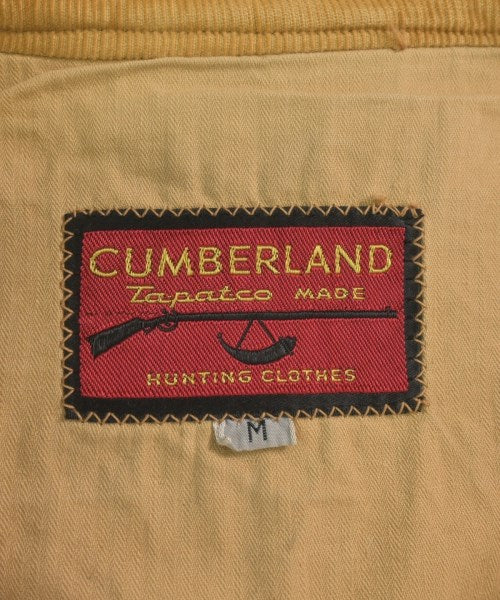 CUMBERLAND
Tapatco MADE
HUNTING CLOTHES
M